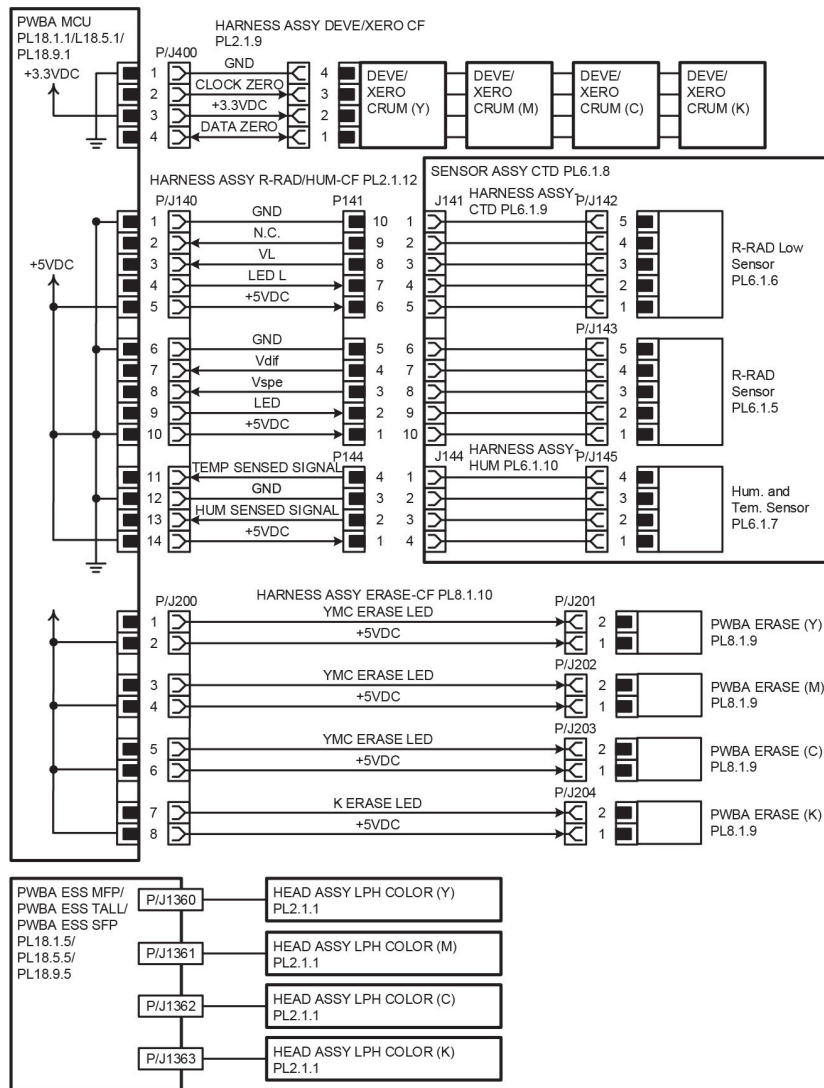 PWBA MCU
PL18.1.1/L18.5.1/
PL18.9.1
+3.3VDC
HARNESS ASSY DEVE/XERO CF
PL2.1.9
P/J400
1 GND 4
2 CLOCK ZERO 3
3 +3.3VDC 2
4 DATA ZERO 1
DEVE/
XERO
CRUM (Y)
DEVE/
XERO
CRUM (M)
DEVE/
XERO
CRUM (C)
DEVE/
XERO
CRUM (K)
HARNESS ASSY R-RAD/HUM-CF PL2.1.12
SENSOR ASSY CTD PL6.1.8
P/J140
P141
J141
HARNESS ASSY-
CTD PL6.1.9
P/J142
+5VDC
1 GND 10 1 5
2 N.C. 9 2 4
3 VL 8 3 3
4 LED L 7 4 2
5 +5VDC 6 5 1
R-RAD Low
Sensor
PL6.1.6
P/J143
6 GND 5 6 5
7 Vdif 4 7 4
8 Vspe 3 8 3
9 LED 2 9 2
10 +5VDC 1 10 1
R-RAD
Sensor
PL6.1.5
P144
J144
HARNESS ASSY-
HUM PL6.1.10
P/J145
11 TEMP SENSED SIGNAL 4 1 4
12 GND 3 2 3
13 HUM SENSED SIGNAL 2 3 2
14 +5VDC 1 4 1
Hum. and
Tem. Sensor
PL6.1.7
HARNESS ASSY ERASE-CF PL8.1.10
P/J200
P/J201
1 YMC ERASE LED 2
2 +5VDC 1
PWBA ERASE (Y)
PL8.1.9
P/J202
3 YMC ERASE LED 2
4 +5VDC 1
PWBA ERASE (M)
PL8.1.9
P/J203
5 YMC ERASE LED 2
6 +5VDC 1
PWBA ERASE (C)
PL8.1.9
P/J204
7 K ERASE LED 2
8 +5VDC 1
PWBA ERASE (K)
PL8.1.9
PWBA ESS MFP/
PWBA ESS TALL/
PWBA ESS SFP
PL18.1.5/
PL18.5.5/
PL18.9.5
P/J1360
HEAD ASSY LPH COLOR (Y)
PL2.1.1
P/J1361
HEAD ASSY LPH COLOR (M)
PL2.1.1
P/J1362
HEAD ASSY LPH COLOR (C)
PL2.1.1
P/J1363
HEAD ASSY LPH COLOR (K)
PL2.1.1